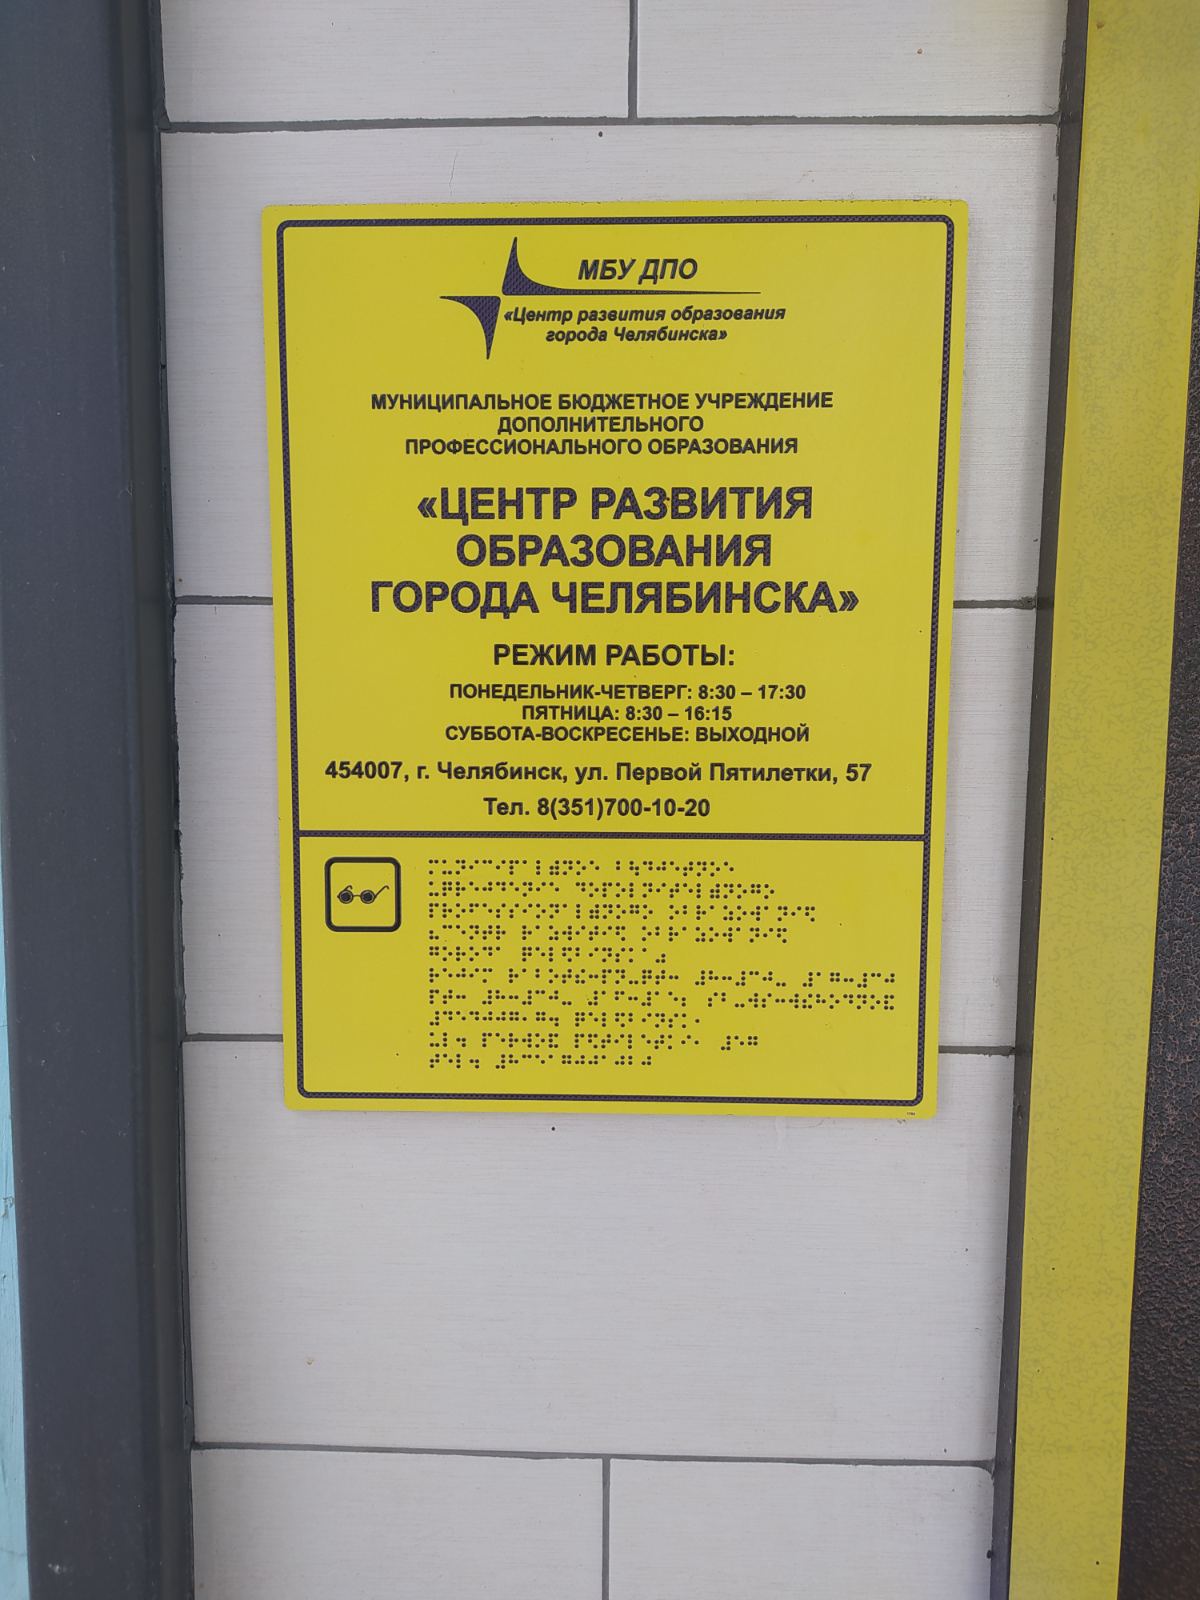 МБУ ДПО
«Центр развития образования
города Челябинска»
МУНИЦИПАЛЬНОЕ БЮДЖЕТНОЕ УЧРЕЖДЕНИЕ
ДОПОЛНИТЕЛЬНОГО
ПРОФЕССИОНАЛЬНОГО ОБРАЗОВАНИЯ
«ЦЕНТР РАЗВИТИЯ
ОБРАЗОВАНИЯ
ГОРОДА ЧЕЛЯБИНСКА»
РЕЖИМ РАБОТЫ:
ПОНЕДЕЛЬНИК-ЧЕТВЕРГ: 8:30 – 17:30
ПЯТНИЦА: 8:30 – 16:15
СУББОТА-ВОСКРЕСЕНЬЕ: ВЫХОДНОЙ
454007, г. Челябинск, ул. Первой Пятилетки, 57
Тел. 8(351)700-10-20